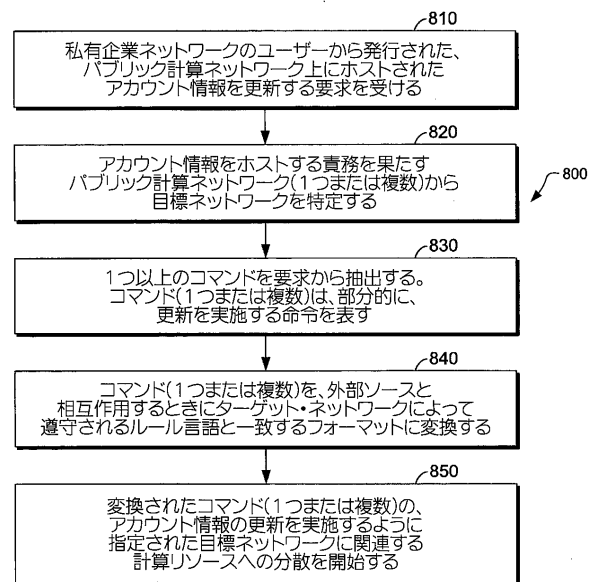 810
私有企業ネットワークのユーザーから発行された、
パブリック計算ネットワーク上にホストされた
アカウント情報を更新する要求を受ける
820
アカウント情報をホストする責務を果たす
パブリック計算ネットワーク(1つまたは複数)から
目標ネットワークを特定する
800
830
1つ以上のコマンドを要求から抽出する。
コマンド(1つまたは複数)は、部分的に、
更新を実施する命令を表す
840
コマンド(1つまたは複数)を、外部ソースと
相互作用するときにターゲット・ネットワークによって
遵守されるルール言語と一致するフォーマットに変換する
850
変換されたコマンド(1つまたは複数)の、
アカウント情報の更新を実施するように
指定された目標ネットワークに関連する
計算リソースへの分散を開始する